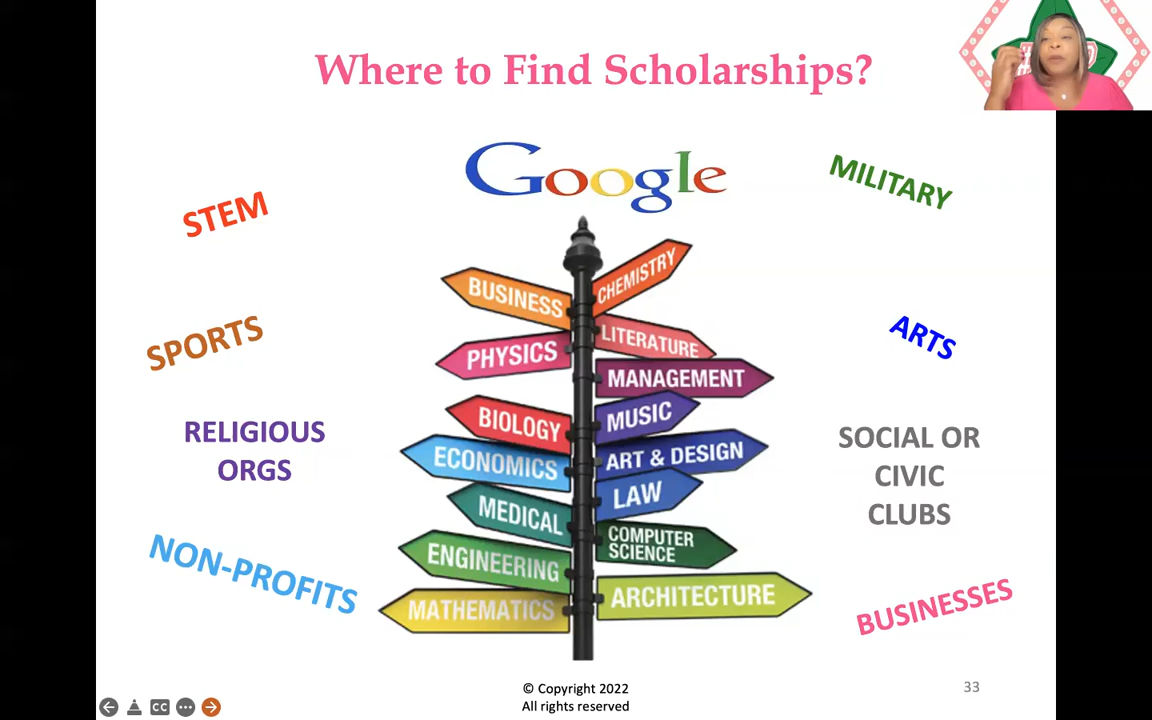 Where to Find Scholarships?
Google
STEM
MILITARY
SPORTS
ARTS
RELIGIOUS
ORGS
SOCIAL OR
CIVIC
CLUBS
NON-PROFITS
BUSINESSES
BUSINESS
CHEMISTRY
PHYSICS
LITERATURE
MANAGEMENT
BIOLOGY
MUSIC
ECONOMICS
ART & DESIGN
MEDICAL
LAW
ENGINEERING
COMPUTER
SCIENCE
MATHEMATICS
ARCHITECTURE
© Copyright 2022
All rights reserved
33
CC